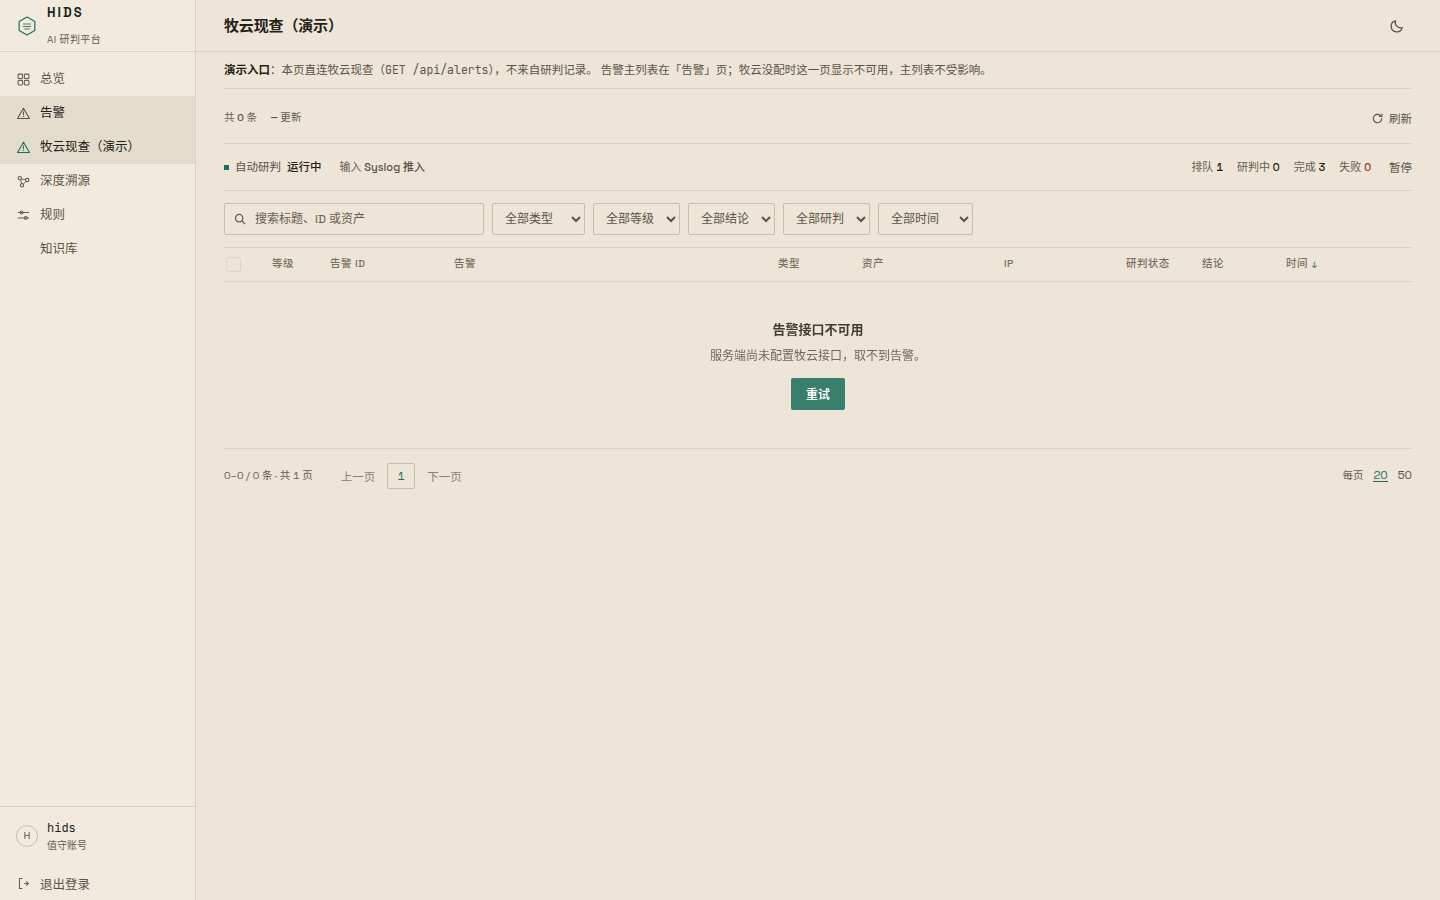 HIDS
AI 研判平台
总览
告警
牧云现查（演示）
深度溯源
规则
知识库
H
hids
值守账号
退出登录
牧云现查（演示）
演示入口：本页直连牧云现查（GET /api/alerts），不来自研判记录。 告警主列表在「告警」页；牧云没配时这一页显示不可用，主列表不受影响。
共 0 条 — 更新
刷新
自动研判 运行中 输入 Syslog 推入
排队 1 研判中 0 完成 3 失败 0 暂停
搜索标题、ID 或资产 全部类型 全部等级 全部结论 全部研判 全部时间
等级 告警 ID 告警 类型 资产 IP 研判状态 结论 时间 ↓
告警接口不可用
服务端尚未配置牧云接口，取不到告警。
重试
0–0 / 0 条 · 共 1 页 上一页 1 下一页
每页 20 50